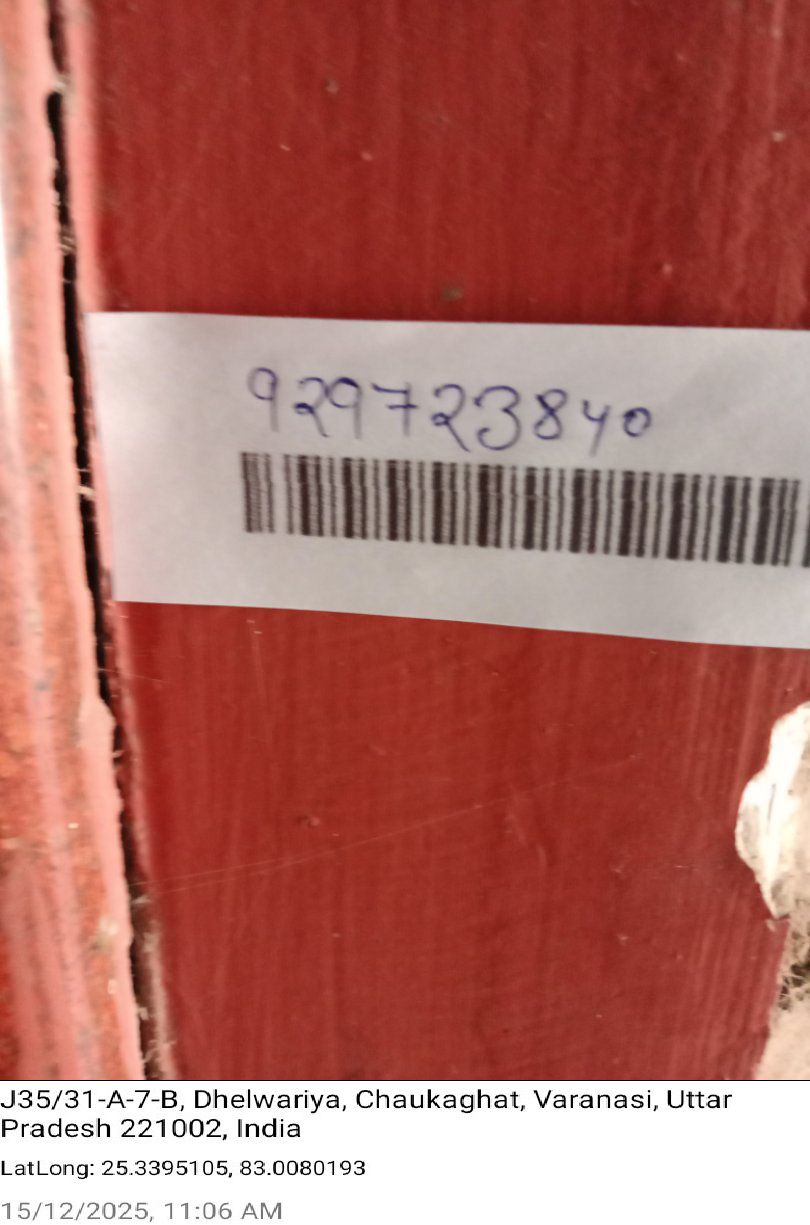 929723840
J35/31-A-7-B, Dhelwariya, Chaukaghat, Varanasi, Uttar
Pradesh 221002, India
LatLong: 25.3395105, 83.0080193
15/12/2025, 11:06 AM